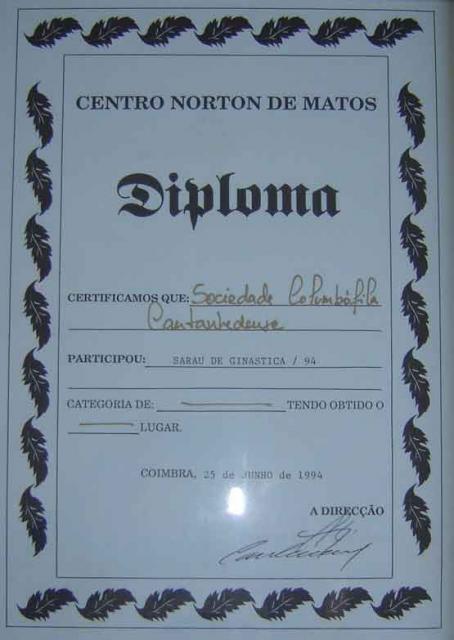 CENTRO NORTON DE MATOS
Diploma
CERTIFICAMOS QUE: Sociedade Columbófila
Cantanhedense
PARTICIPOU: SARAU DE GINASTICA / 94
CATEGORIA DE: TENDO OBTIDO O
LUGAR.
COIMBRA, 25 de JUNHO de 1994
A DIRECÇÃO